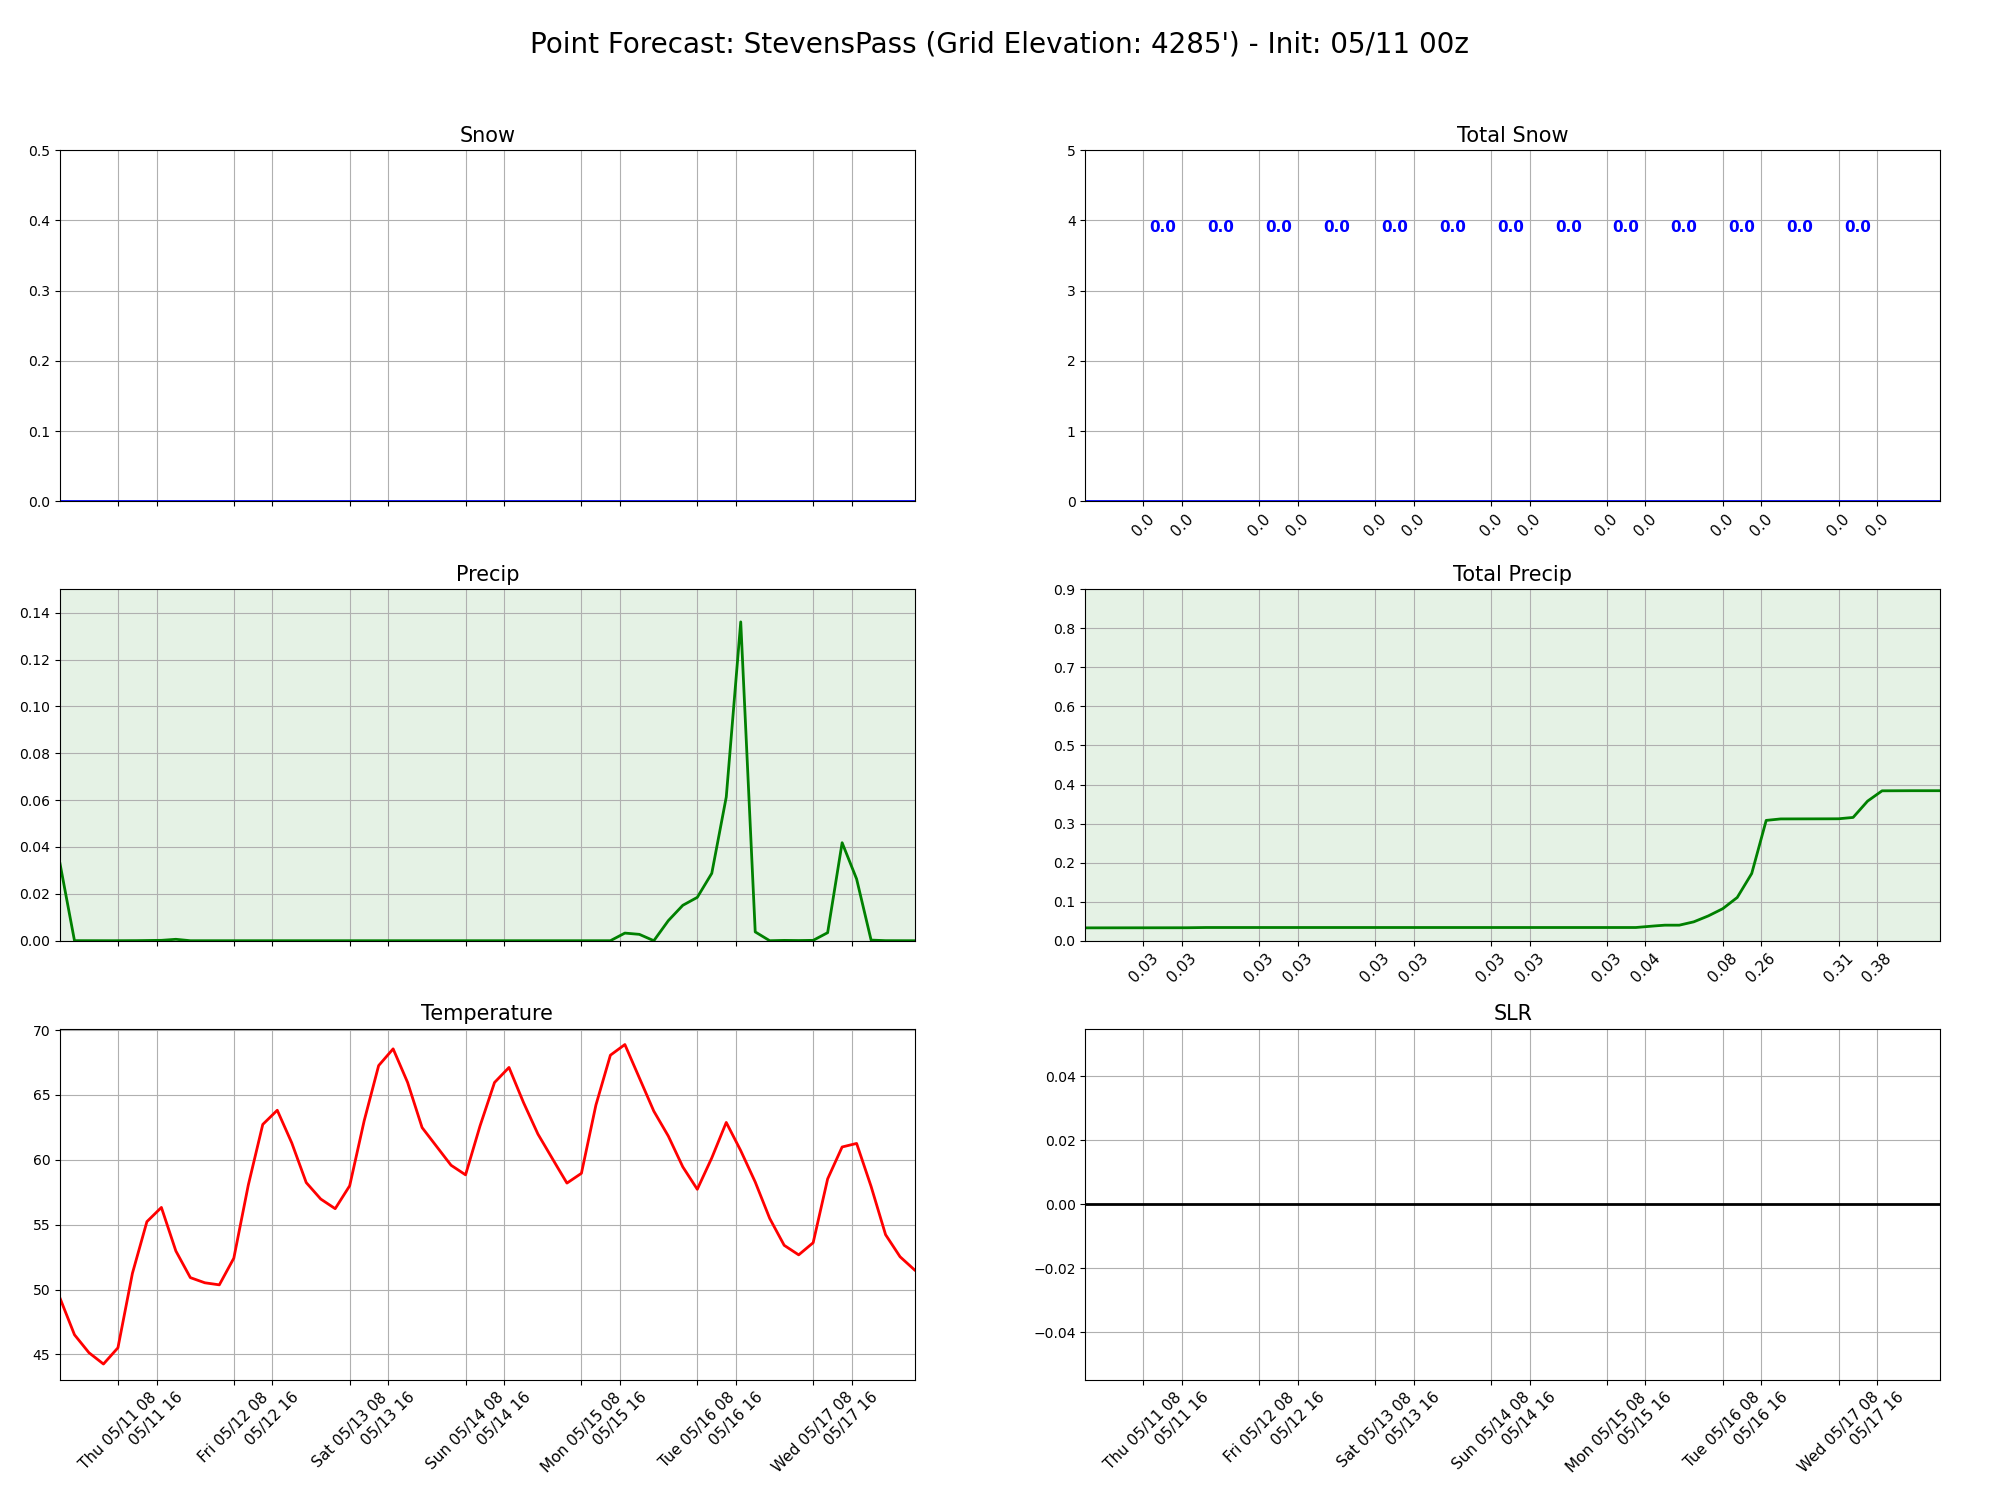 Point Forecast: StevensPass (Grid Elevation: 4285') - Init: 05/11 00z
Snow
0.5
0.4
0.3
0.2
0.1
0.0
Total Snow
5
4
3
2
1
0
0.0 0.0 0.0 0.0 0.0 0.0 0.0 0.0 0.0 0.0 0.0 0.0 0.0
0.0 0.0 0.0 0.0 0.0 0.0 0.0 0.0 0.0 0.0 0.0 0.0 0.0 0.0
Precip
0.14
0.12
0.10
0.08
0.06
0.04
0.02
0.00
Total Precip
0.9
0.8
0.7
0.6
0.5
0.4
0.3
0.2
0.1
0.0
0.03 0.03 0.03 0.03 0.03 0.03 0.03 0.03 0.03 0.04 0.08 0.26 0.31 0.38
Temperature
70
65
60
55
50
45
Thu 05/11 08
05/11 16
Fri 05/12 08
05/12 16
Sat 05/13 08
05/13 16
Sun 05/14 08
05/14 16
Mon 05/15 08
05/15 16
Tue 05/16 08
05/16 16
Wed 05/17 08
05/17 16
SLR
0.04
0.02
0.00
−0.02
−0.04
Thu 05/11 08
05/11 16
Fri 05/12 08
05/12 16
Sat 05/13 08
05/13 16
Sun 05/14 08
05/14 16
Mon 05/15 08
05/15 16
Tue 05/16 08
05/16 16
Wed 05/17 08
05/17 16